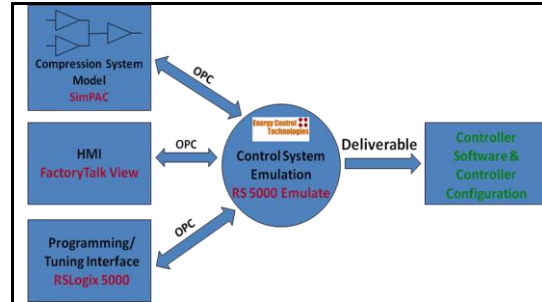 Compression System
Model
SimPAC
OPC
HMI
FactoryTalk View
OPC
Programming/
Tuning Interface
RSLogix 5000
OPC
Energy Control
Technologies
Control System
Emulation
RS 5000 Emulate
Deliverable
Controller
Software &
Controller
Configuration